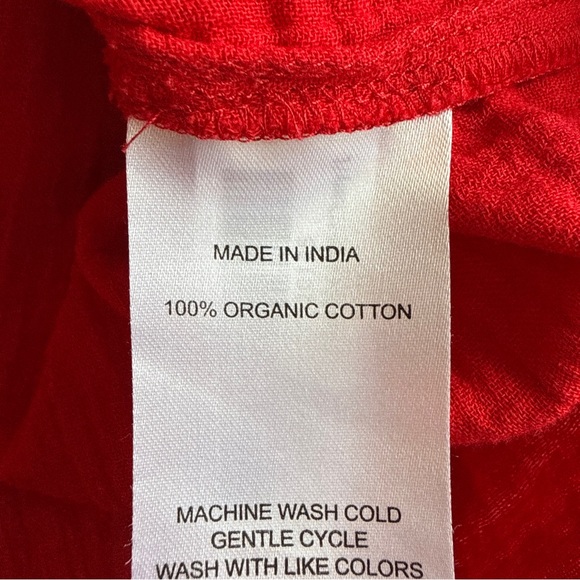 MADE IN INDIA
100% ORGANIC COTTON
MACHINE WASH COLD
GENTLE CYCLE
WASH WITH LIKE COLORS